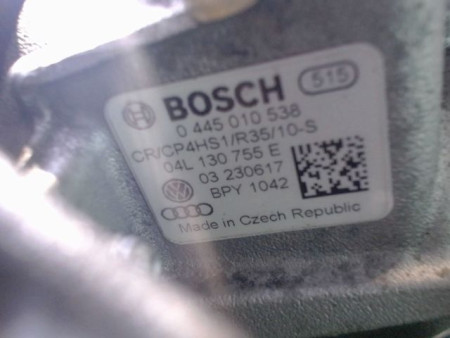 BOSCH 515
0 445 010 538
CR/CP4HS1/R35/10-S
04L 130 755 E
03 230617
BPY 1042
Made in Czech Republic